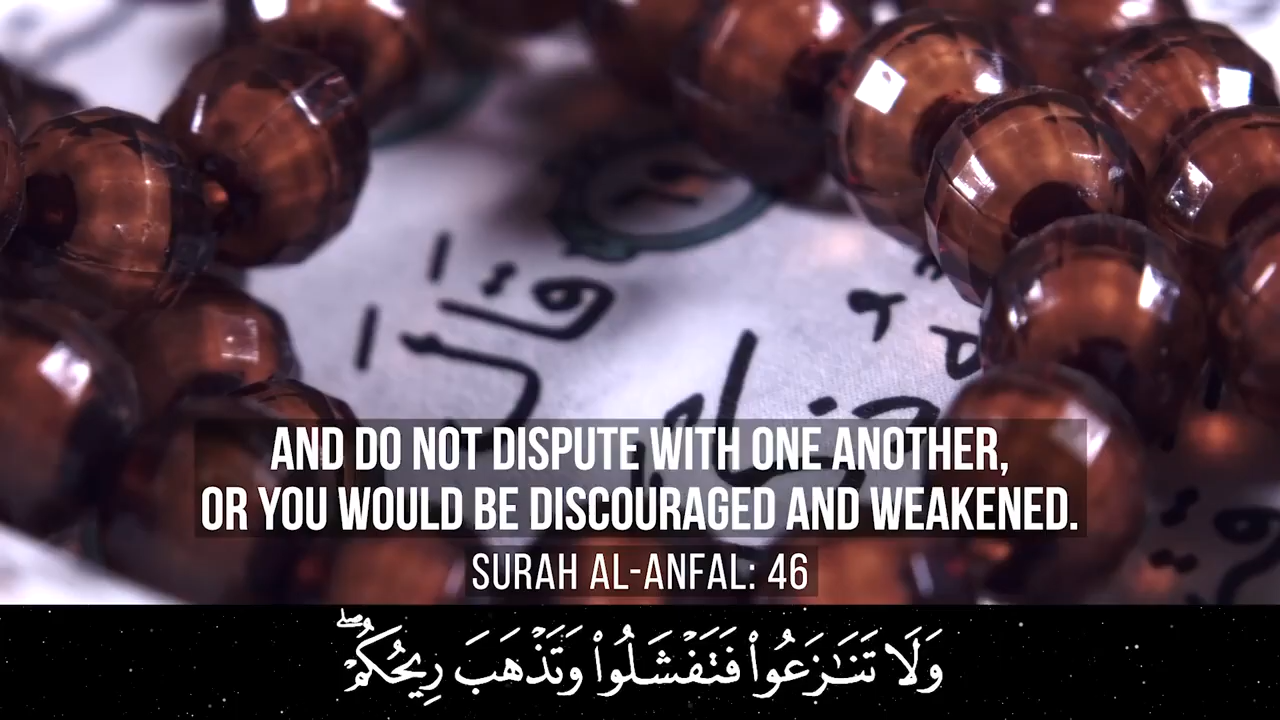 قال
AND DO NOT DISPUTE WITH ONE ANOTHER,
OR YOU WOULD BE DISCOURAGED AND WEAKENED.
SURAH AL-ANFAL: 46
وَلَا تَنَـٰزَعُوا۟ فَتَفْشَلُوا۟ وَتَذْهَبَ رِيحُكُمْ ۖ